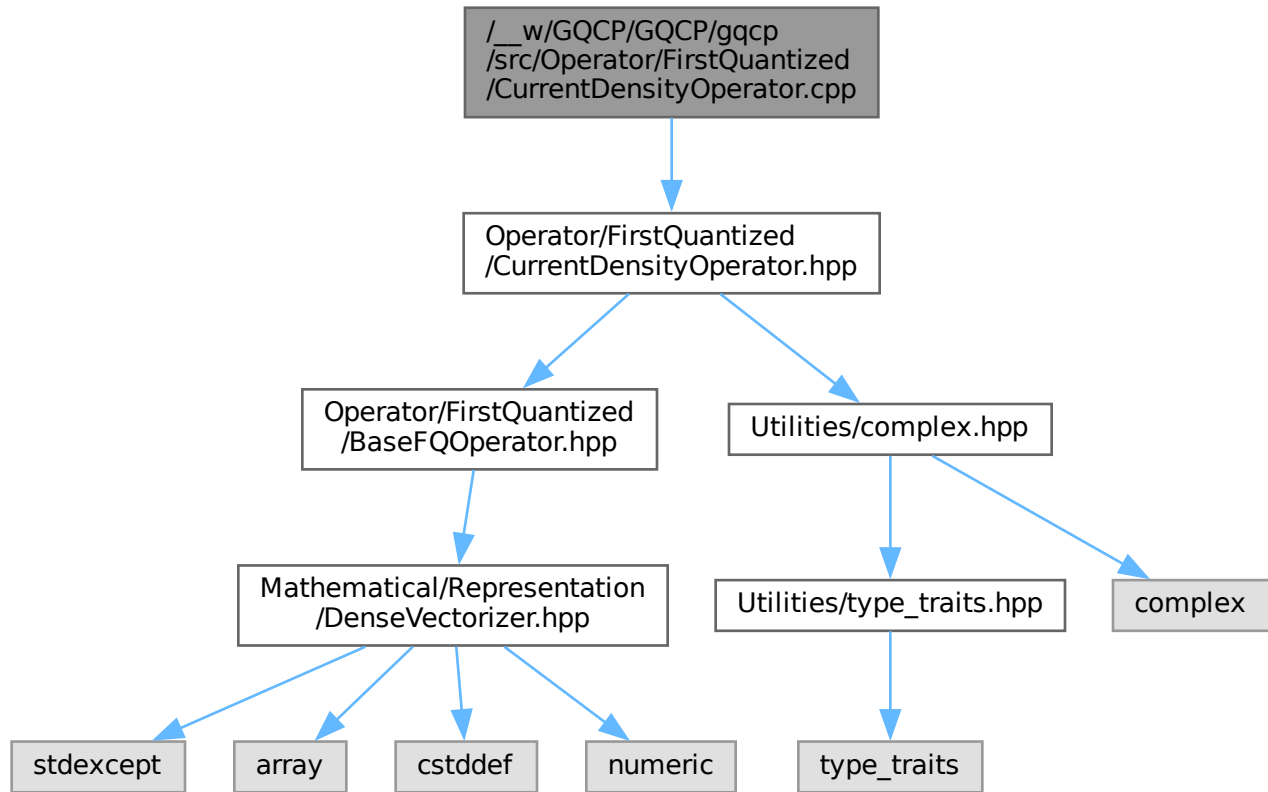 /__w/GQCP/GQCP/gqcp
/src/Operator/FirstQuantized
/CurrentDensityOperator.cpp
Operator/FirstQuantized
/CurrentDensityOperator.hpp
Operator/FirstQuantized
/BaseFQOperator.hpp
Utilities/complex.hpp
Mathematical/Representation
/DenseVectorizer.hpp
Utilities/type_traits.hpp
complex
stdexcept
array
cstddef
numeric
type_traits